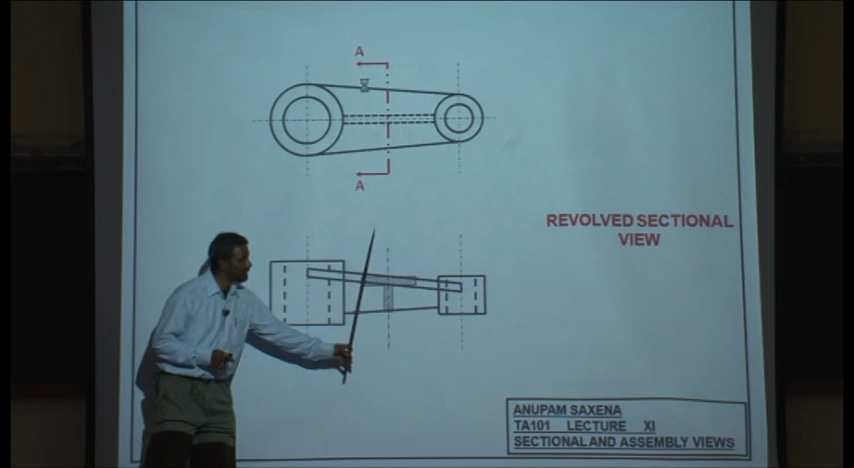 A
A
REVOLVED SECTIONAL
VIEW
ANUPAM SAXENA
TA101 LECTURE XI
SECTIONAL AND ASSEMBLY VIEWS